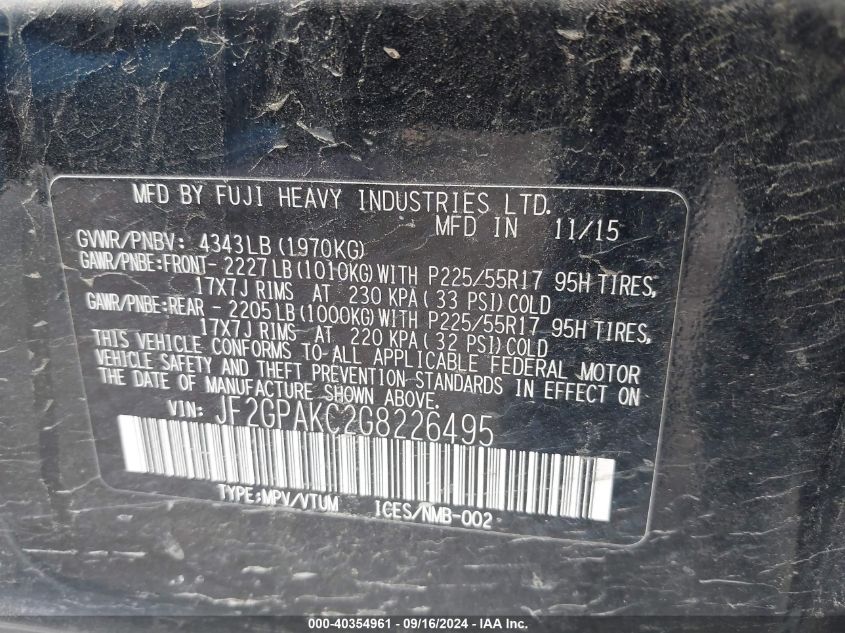 MFD BY FUJI HEAVY INDUSTRIES LTD.
MFD IN 11/15
GVWR/PNBV: 4343LB (1970KG)
GAWR/PNBE:FRONT- 2227LB (1010KG) WITH P225/55R17 95H TIRES,
17X7J RIMS AT 230 KPA ( 33 PSI) COLD
GAWR/PNBE:REAR - 2205LB (1000KG) WITH P225/55R17 95H TIRES,
17X7J RIMS AT 220 KPA ( 32 PSI) COLD
THIS VEHICLE CONFORMS TO ALL APPLICABLE FEDERAL MOTOR
VEHICLE SAFETY AND THEFT PREVENTION STANDARDS IN EFFECT ON
THE DATE OF MANUFACTURE SHOWN ABOVE.
VIN: JF2GPAKC2G8226495
TYPE:MPV/VTUM ICES/NMB-002
000-40354961 - 09/16/2024 - IAA Inc.